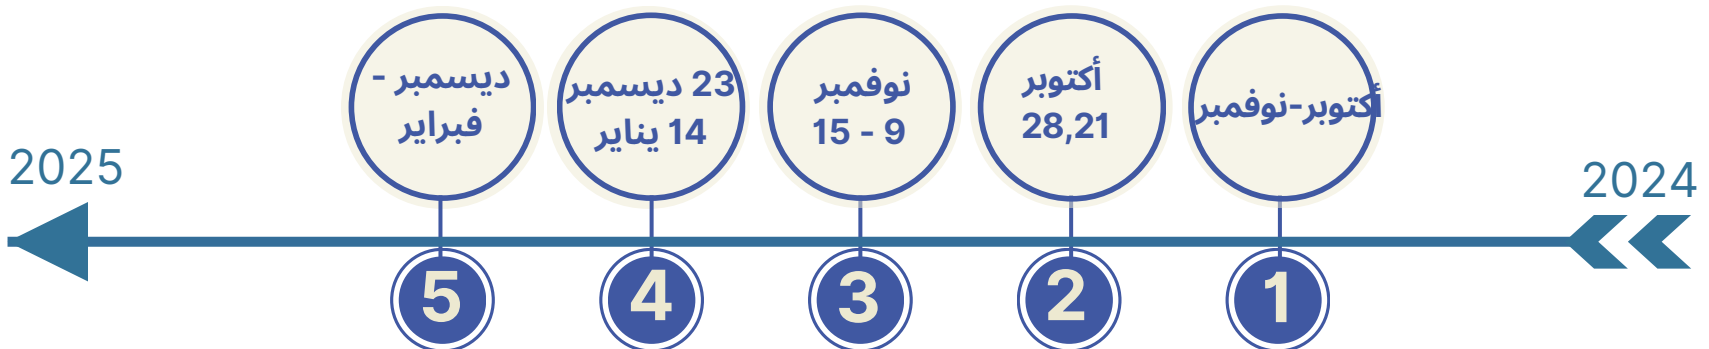 2024
أكتوبر-نوفمبر
1
أكتوبر
28,21
2
نوفمبر
15 - 9
3
23 ديسمبر
14 يناير
4
ديسمبر -
فبراير
5
2025